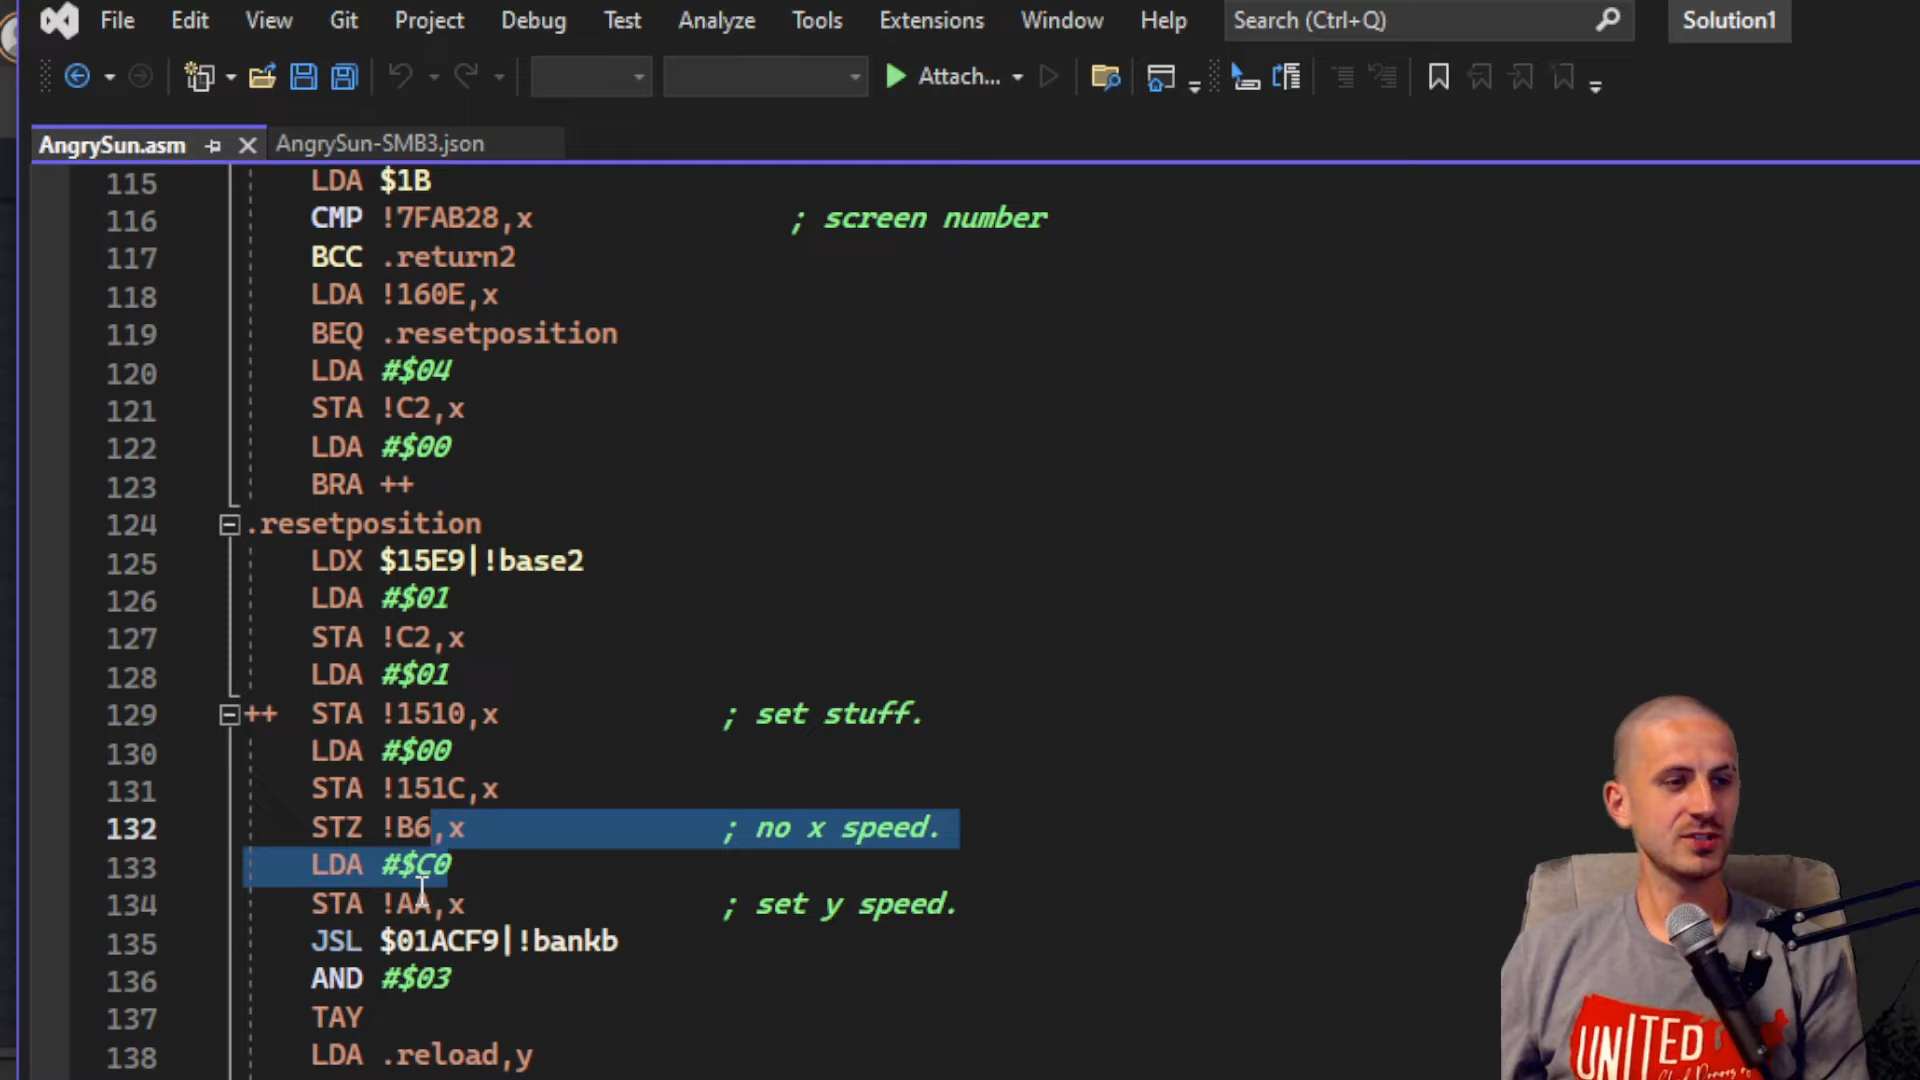 File Edit View Git Project Debug Test Analyze Tools Extensions Window Help Search (Ctrl+Q) Solution1
Attach...
AngrySun.asm AngrySun-SMB3.json
115 LDA $1B
116 CMP !7FAB28,x ; screen number
117 BCC .return2
118 LDA !160E,x
119 BEQ .resetposition
120 LDA #$04
121 STA !C2,x
122 LDA #$00
123 BRA ++
124 .resetposition
125 LDX $15E9|!base2
126 LDA #$01
127 STA !C2,x
128 LDA #$01
129 ++ STA !1510,x ; set stuff.
130 LDA #$00
131 STA !151C,x
132 STZ !B6,x ; no x speed.
133 LDA #$C0
134 STA !AA,x ; set y speed.
135 JSL $01ACF9|!bankb
136 AND #$03
137 TAY
138 LDA .reload,y
UNITED